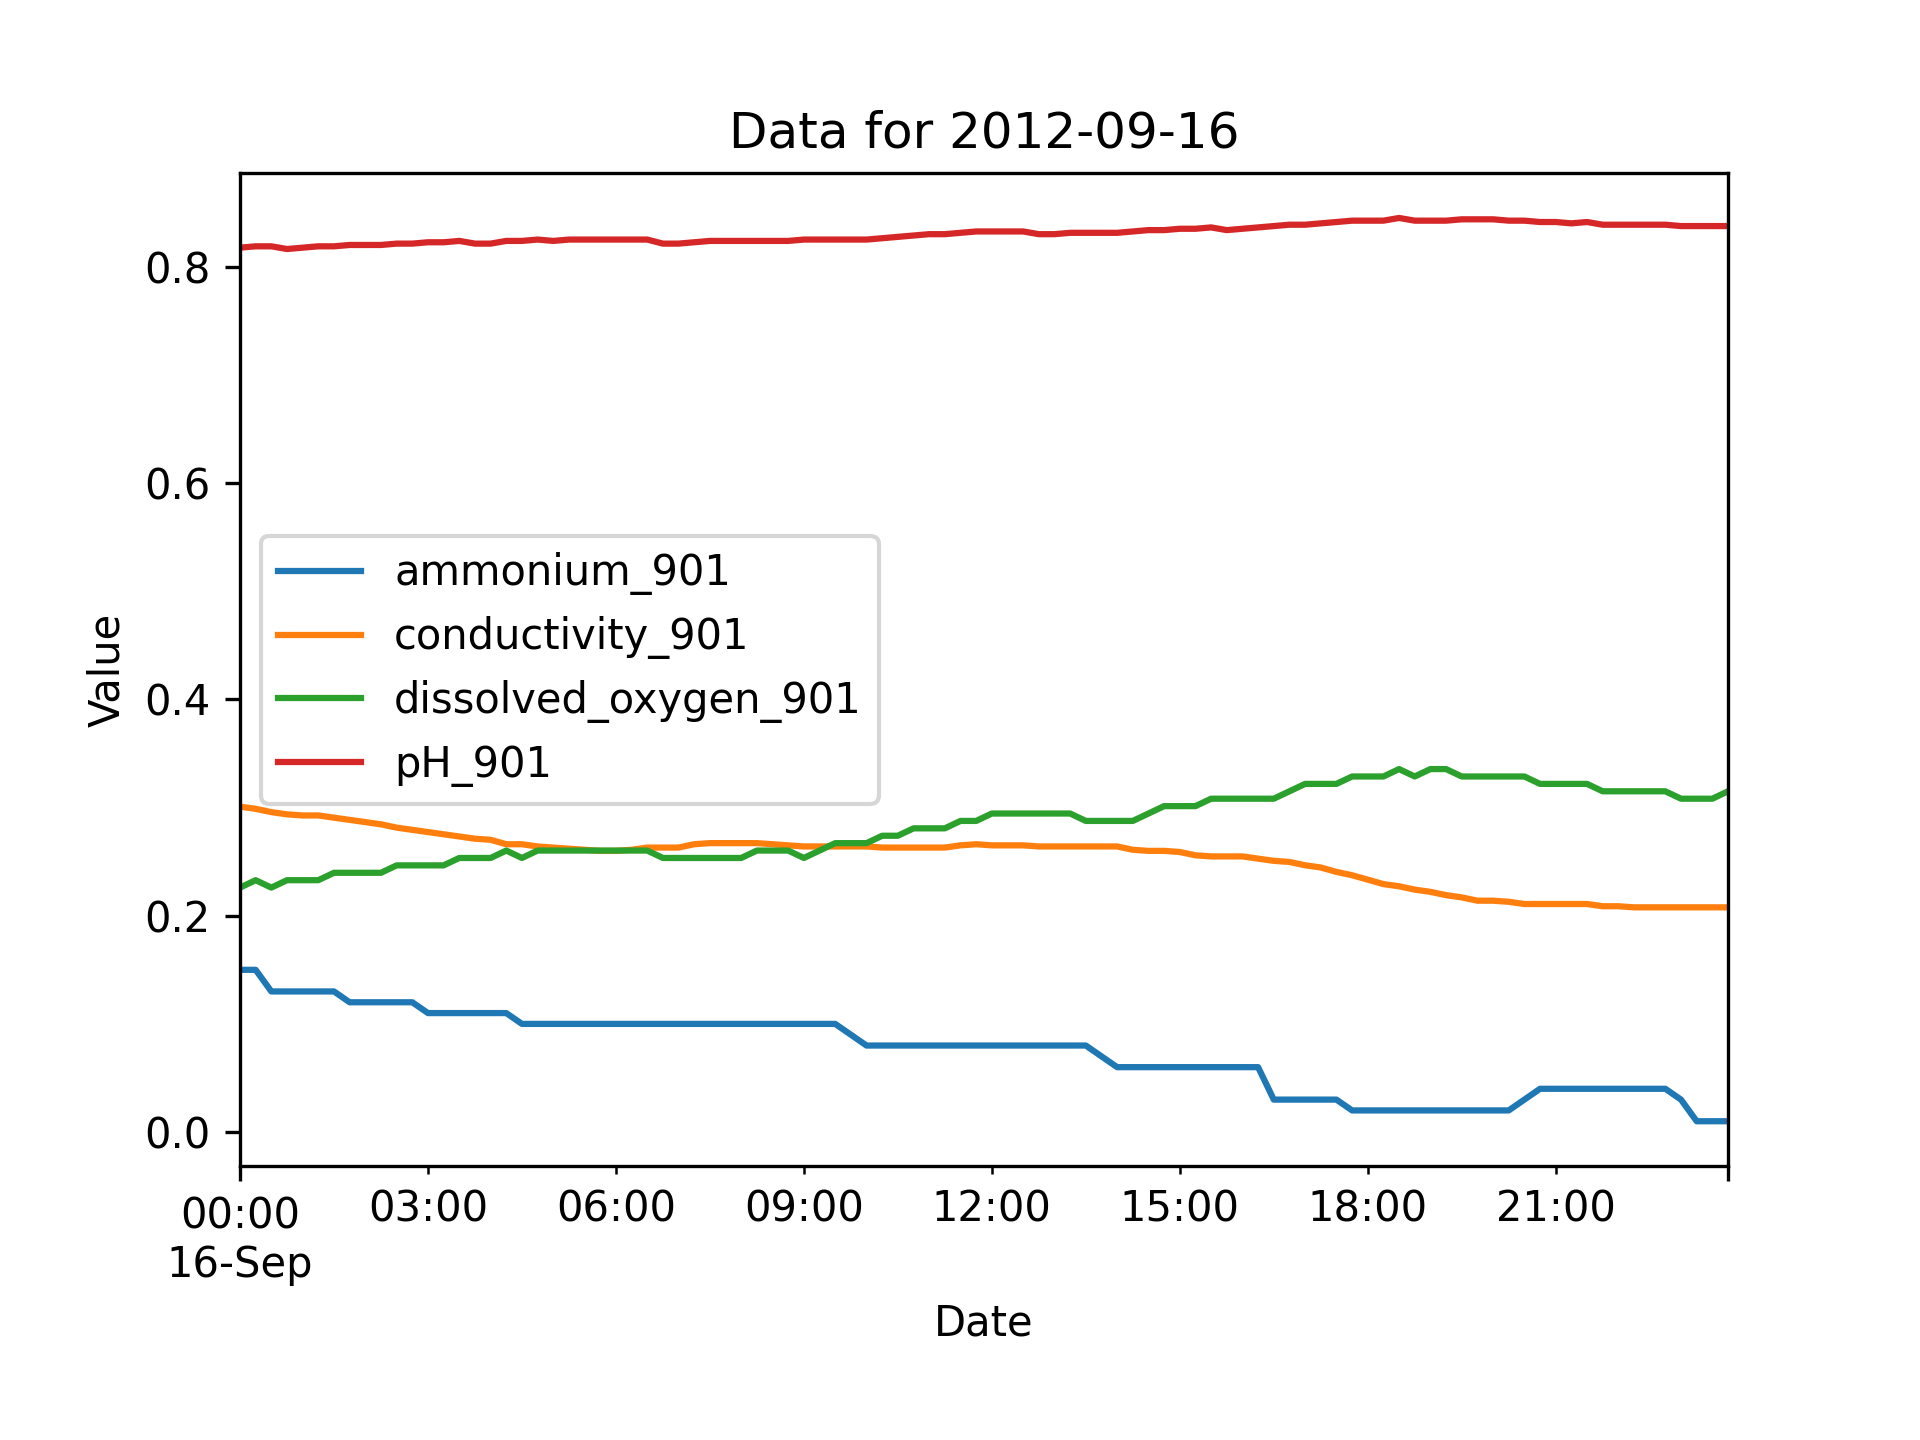 Data for 2012-09-16
Value
0.8
0.6
0.4
0.2
0.0
ammonium_901
conductivity_901
dissolved_oxygen_901
pH_901
00:00 03:00 06:00 09:00 12:00 15:00 18:00 21:00
16-Sep
Date